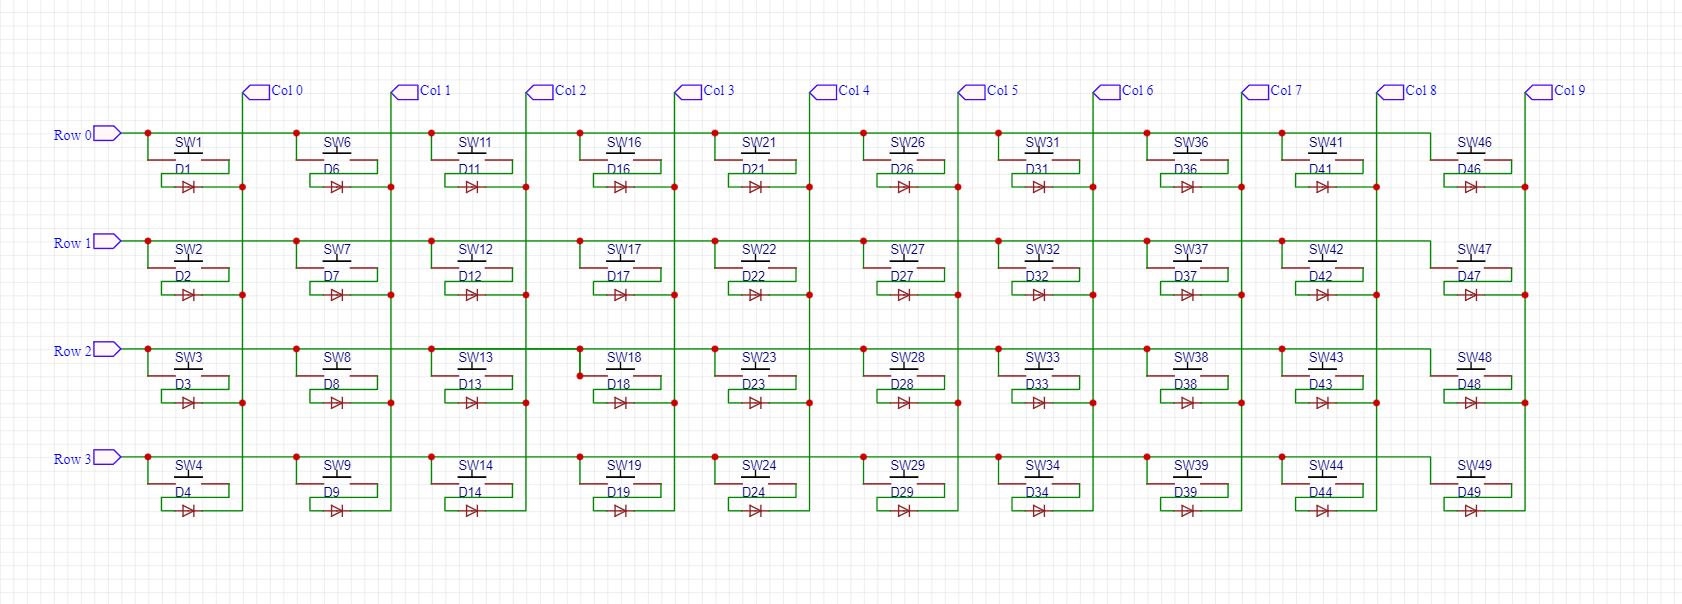 Col 0 Col 1 Col 2 Col 3 Col 4 Col 5 Col 6 Col 7 Col 8 Col 9
Row 0
SW1 SW6 SW11 SW16 SW21 SW26 SW31 SW36 SW41 SW46
D1 D6 D11 D16 D21 D26 D31 D36 D41 D46
Row 1
SW2 SW7 SW12 SW17 SW22 SW27 SW32 SW37 SW42 SW47
D2 D7 D12 D17 D22 D27 D32 D37 D42 D47
Row 2
SW3 SW8 SW13 SW18 SW23 SW28 SW33 SW38 SW43 SW48
D3 D8 D13 D18 D23 D28 D33 D38 D43 D48
Row 3
SW4 SW9 SW14 SW19 SW24 SW29 SW34 SW39 SW44 SW49
D4 D9 D14 D19 D24 D29 D34 D39 D44 D49